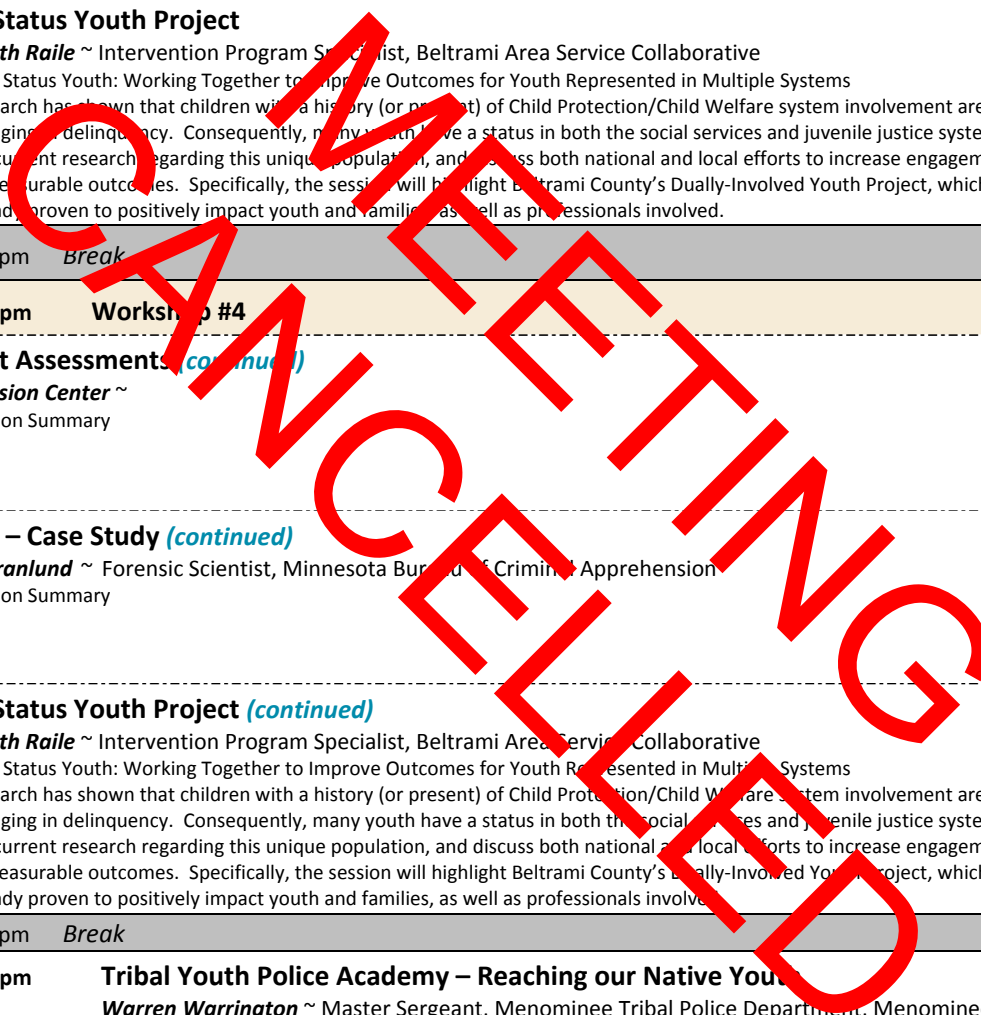 Status Youth Project
th Raile ~ Intervention Program Specialist, Beltrami Area Service Collaborative
Status Youth: Working Together to Improve Outcomes for Youth Represented in Multiple Systems
arch has shown that children with a history (or present) of Child Protection/Child Welfare system involvement are
ging in delinquency. Consequently, many youth have a status in both the social services and juvenile justice syste
current research regarding this unique population, and discuss both national and local efforts to increase engagem
easurable outcomes. Specifically, the session will highlight Beltrami County's Dually-Involved Youth Project, which
dy proven to positively impact youth and families, as well as professionals involved.
pm Break
pm Workshop #4
t Assessments (continued)
sion Center ~
on Summary
– Case Study (continued)
ranlund ~ Forensic Scientist, Minnesota Bureau of Criminal Apprehension
on Summary
Status Youth Project (continued)
th Raile ~ Intervention Program Specialist, Beltrami Area Service Collaborative
Status Youth: Working Together to Improve Outcomes for Youth Represented in Multiple Systems
arch has shown that children with a history (or present) of Child Protection/Child Welfare system involvement are
ging in delinquency. Consequently, many youth have a status in both the social services and juvenile justice syste
current research regarding this unique population, and discuss both national and local efforts to increase engagem
easurable outcomes. Specifically, the session will highlight Beltrami County's Dually-Involved Youth Project, which
dy proven to positively impact youth and families, as well as professionals involved.
pm Break
pm Tribal Youth Police Academy – Reaching our Native Youth
Warren Warrington ~ Master Sergeant, Menominee Tribal Police Department, Menomine
MEETING
CANCELLED